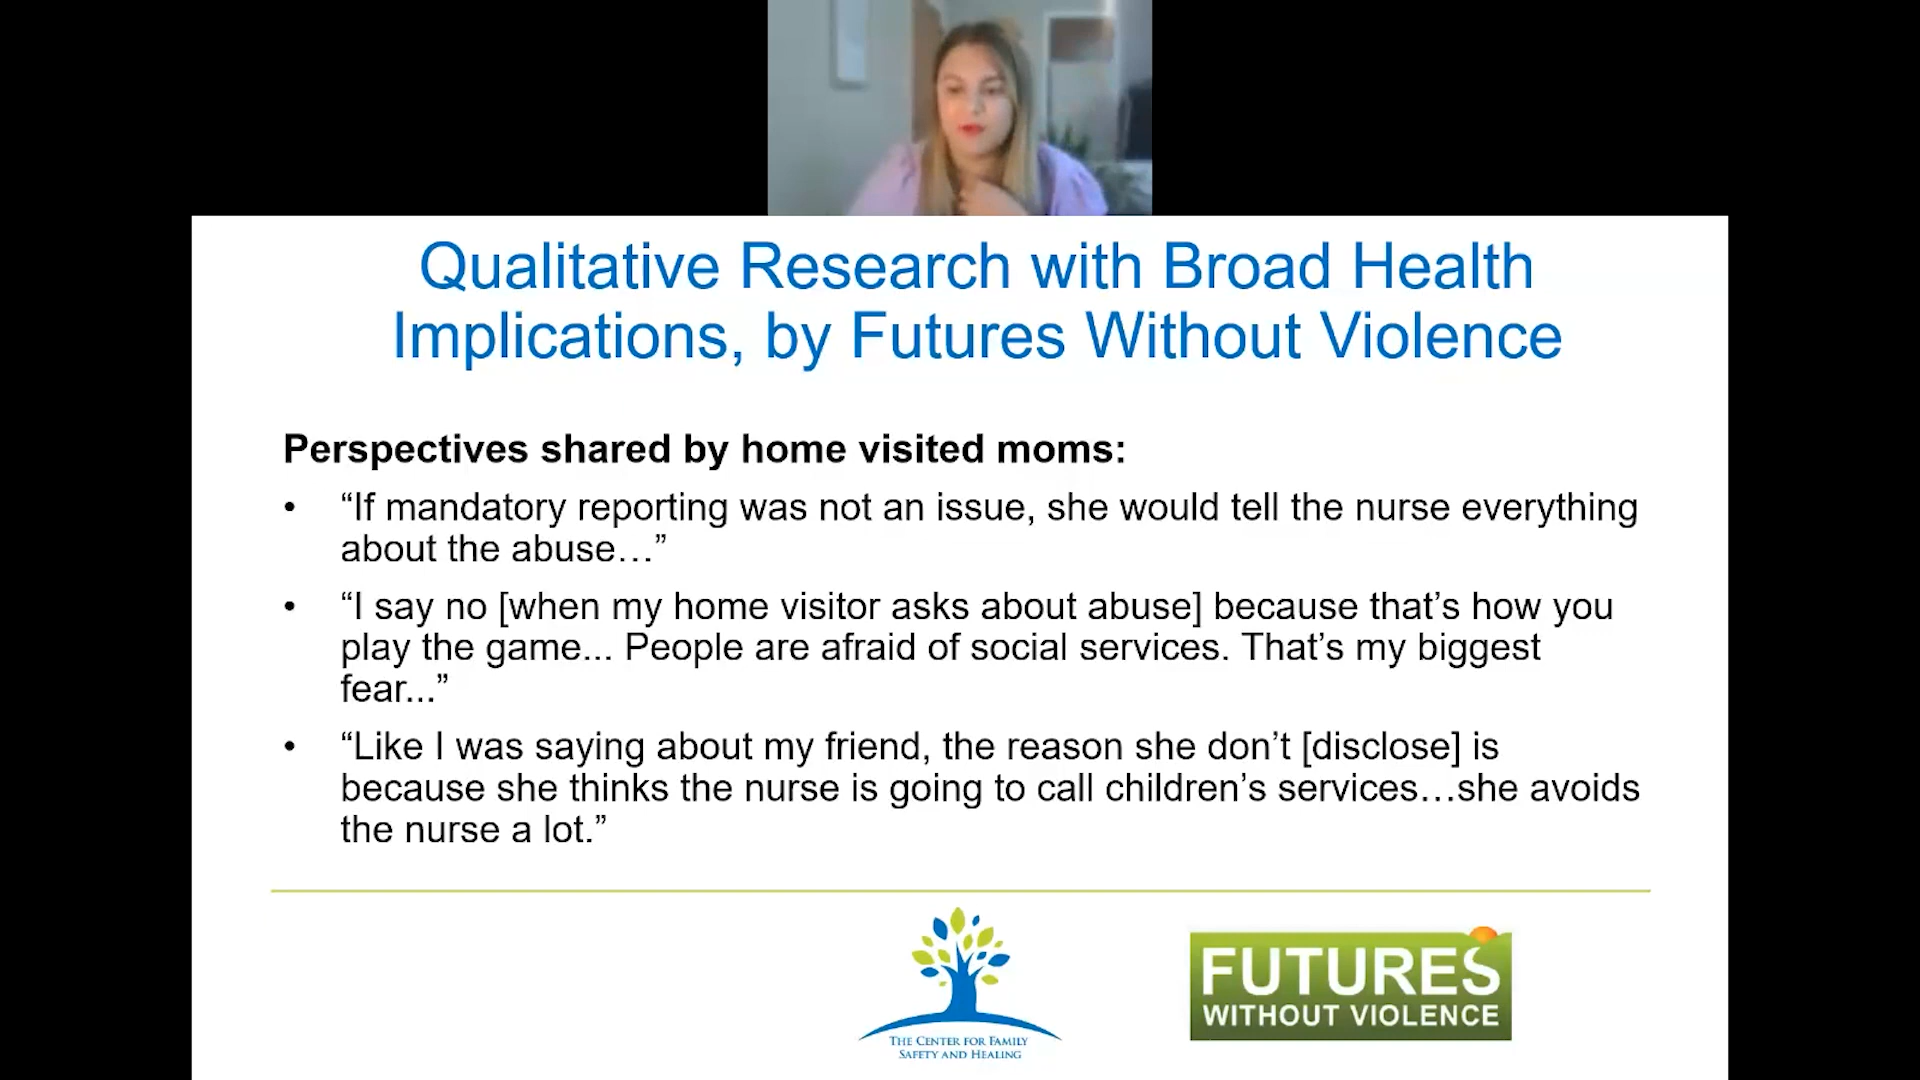 Qualitative Research with Broad Health
Implications, by Futures Without Violence
Perspectives shared by home visited moms:
• “If mandatory reporting was not an issue, she would tell the nurse everything
about the abuse…”
• “I say no [when my home visitor asks about abuse] because that’s how you
play the game... People are afraid of social services. That’s my biggest
fear...”
• “Like I was saying about my friend, the reason she don’t [disclose] is
because she thinks the nurse is going to call children’s services…she avoids
the nurse a lot.”
THE CENTER FOR FAMILY
SAFETY AND HEALING
FUTURES
WITHOUT VIOLENCE